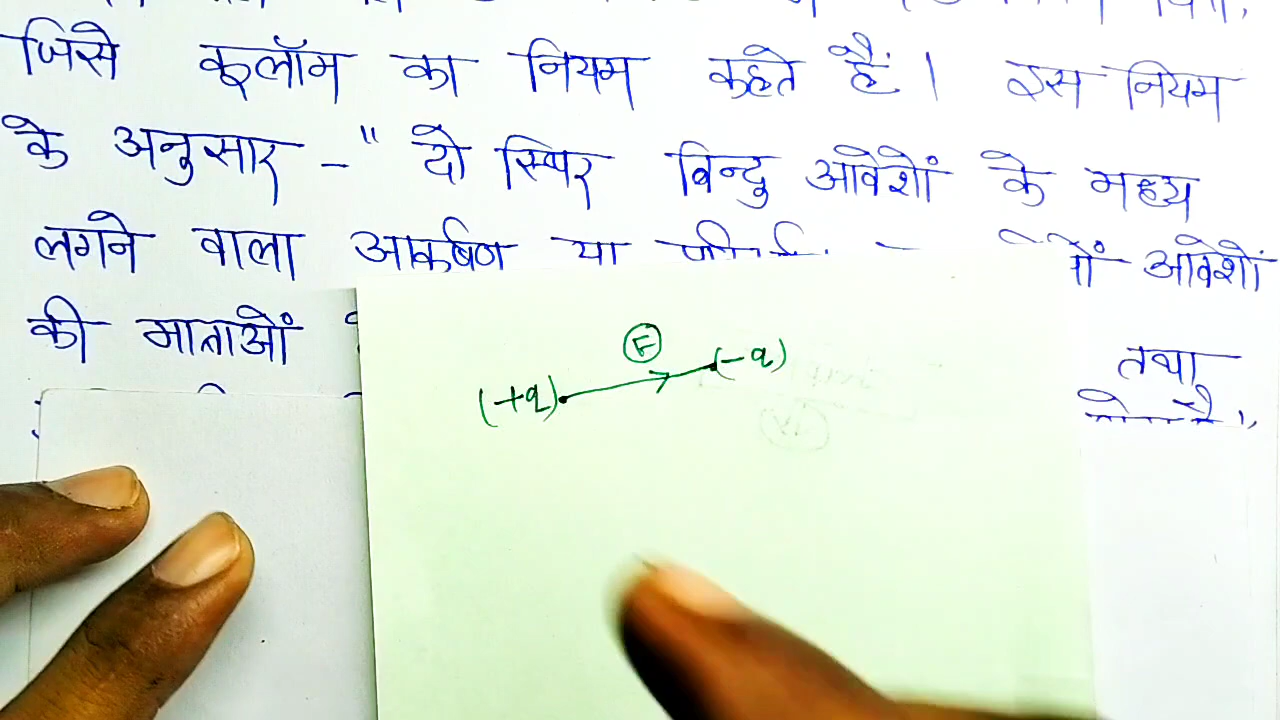 जिसे कूलॉम का नियम कहते हैं। इस नियम
के अनुसार - " दो स्थिर बिन्दु आवेशों के मध्य
लगने वाला आकर्षण या आवेशों
की मात्राओं तथा
F
(+q) (-q)